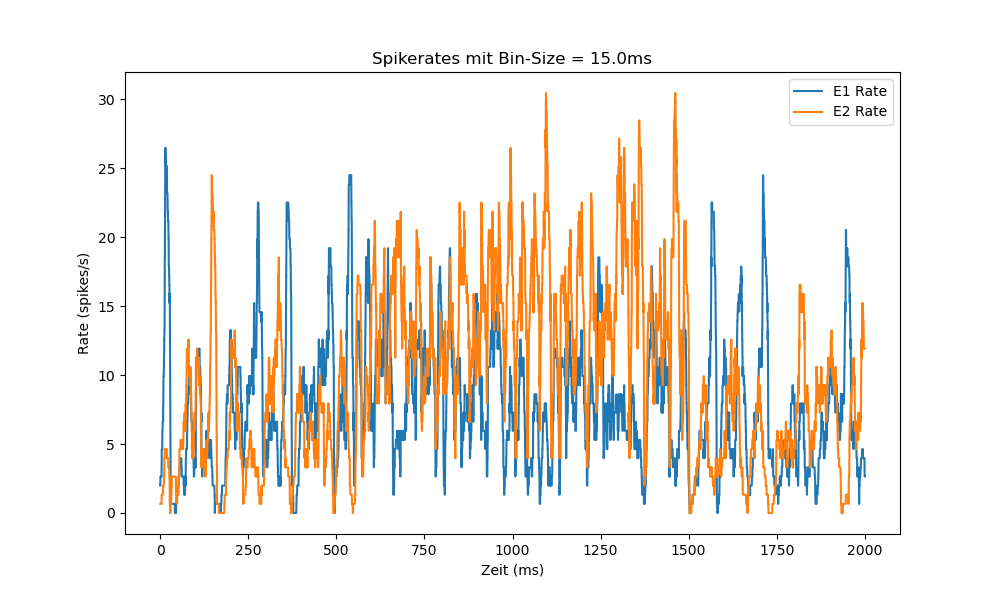 Spikerates mit Bin-Size = 15.0ms
E1 Rate
E2 Rate
Rate (spikes/s)
30
25
20
15
10
5
0
0 250 500 750 1000 1250 1500 1750 2000
Zeit (ms)